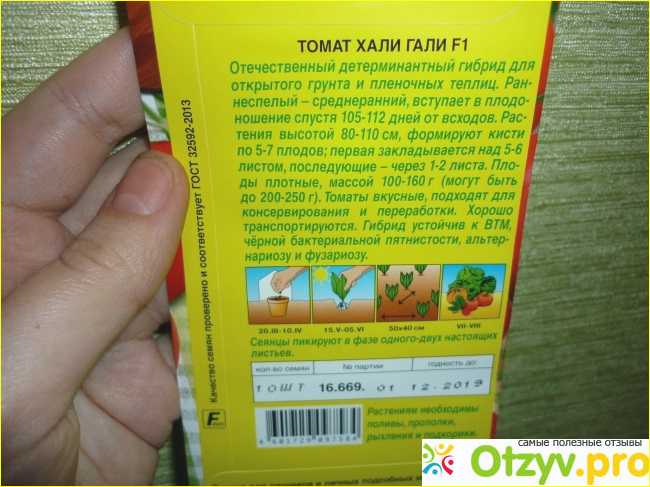 ТОМАТ ХАЛИ ГАЛИ F1
Отечественный детерминантный гибрид для
открытого грунта и пленочных теплиц. Ран-
неспелый – среднеранний, вступает в плодо-
ношение спустя 105-112 дней от всходов. Рас-
тения высотой 80-110 см, формируют кисти
по 5-7 плодов; первая закладывается над 5-6
листом, последующие – через 1-2 листа. Пло-
ды плотные, массой 100-160 г (могут быть
до 200-250 г). Томаты вкусные, подходят для
консервирования и переработки. Хорошо
транспортируются. Гибрид устойчив к ВТМ,
чёрной бактериальной пятнистости, альтер-
нариозу и фузариозу.
20.III-10.IV
15.V-05.VI
50x40 см
VII-VIII
Сеянцы пикируют в фазе одного-двух настоящих
листьев.
кол-во семян № партии годность до:
10ШТ 16.669. 01 12-2019
Растениям необходимы
поливы, прополки,
рыхления и подкормки.
4601729097584
Качество семян проверено и соответствует ГОСТ 32592-2013
самые полезные отзывы
Otzyv.pro